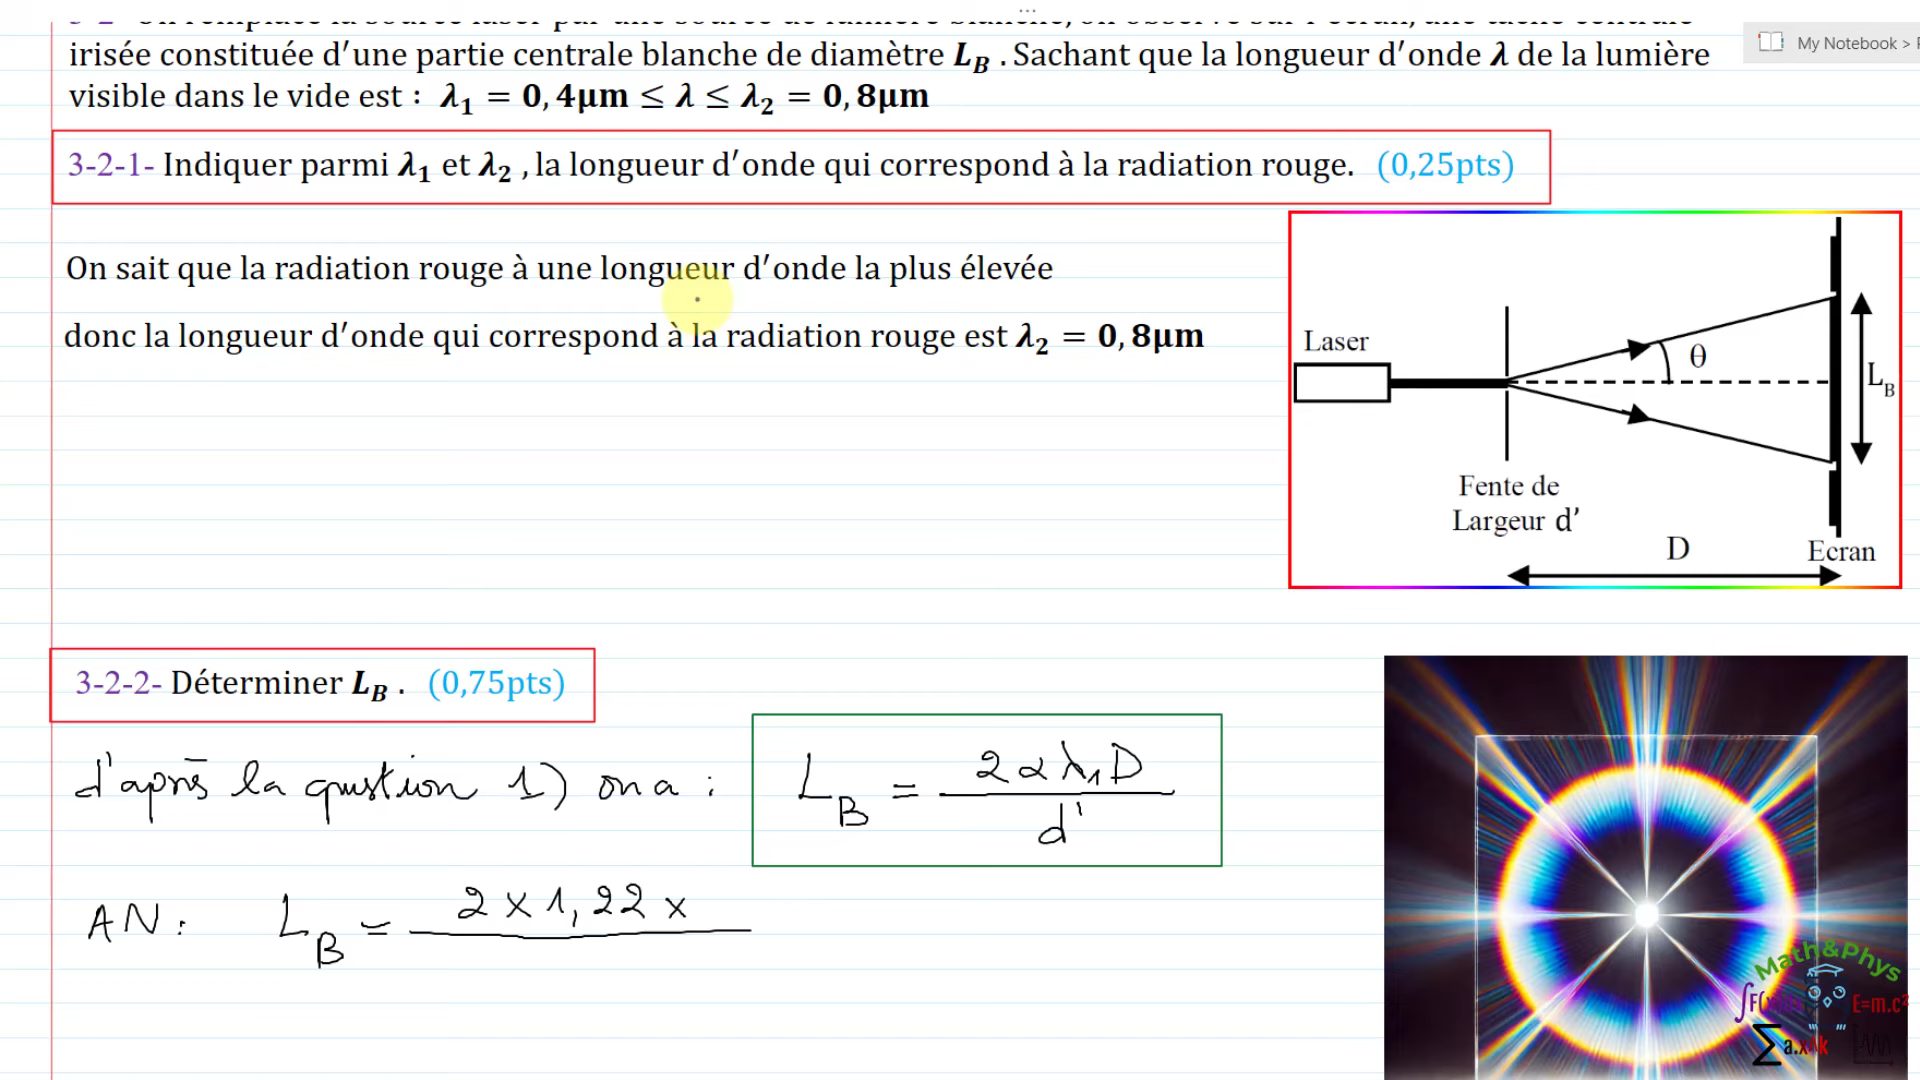 irisée constituée d'une partie centrale blanche de diamètre L_B . Sachant que la longueur d'onde λ de la lumière
My Notebook >
visible dans le vide est : λ₁ = 0,4μm ≤ λ ≤ λ₂ = 0,8μm
3-2-1- Indiquer parmi λ₁ et λ₂ , la longueur d'onde qui correspond à la radiation rouge. (0,25pts)
On sait que la radiation rouge à une longueur d'onde la plus élevée
donc la longueur d'onde qui correspond à la radiation rouge est λ₂ = 0,8μm
Laser
θ
L_B
Fente de
Largeur d'
D
Ecran
3-2-2- Déterminer L_B . (0,75pts)
d'après la qustion 1) on a : L_B = 2αλ₁D / d'
AN : L_B = 2 × 1,22 ×
Math&Phys
E=m.c²